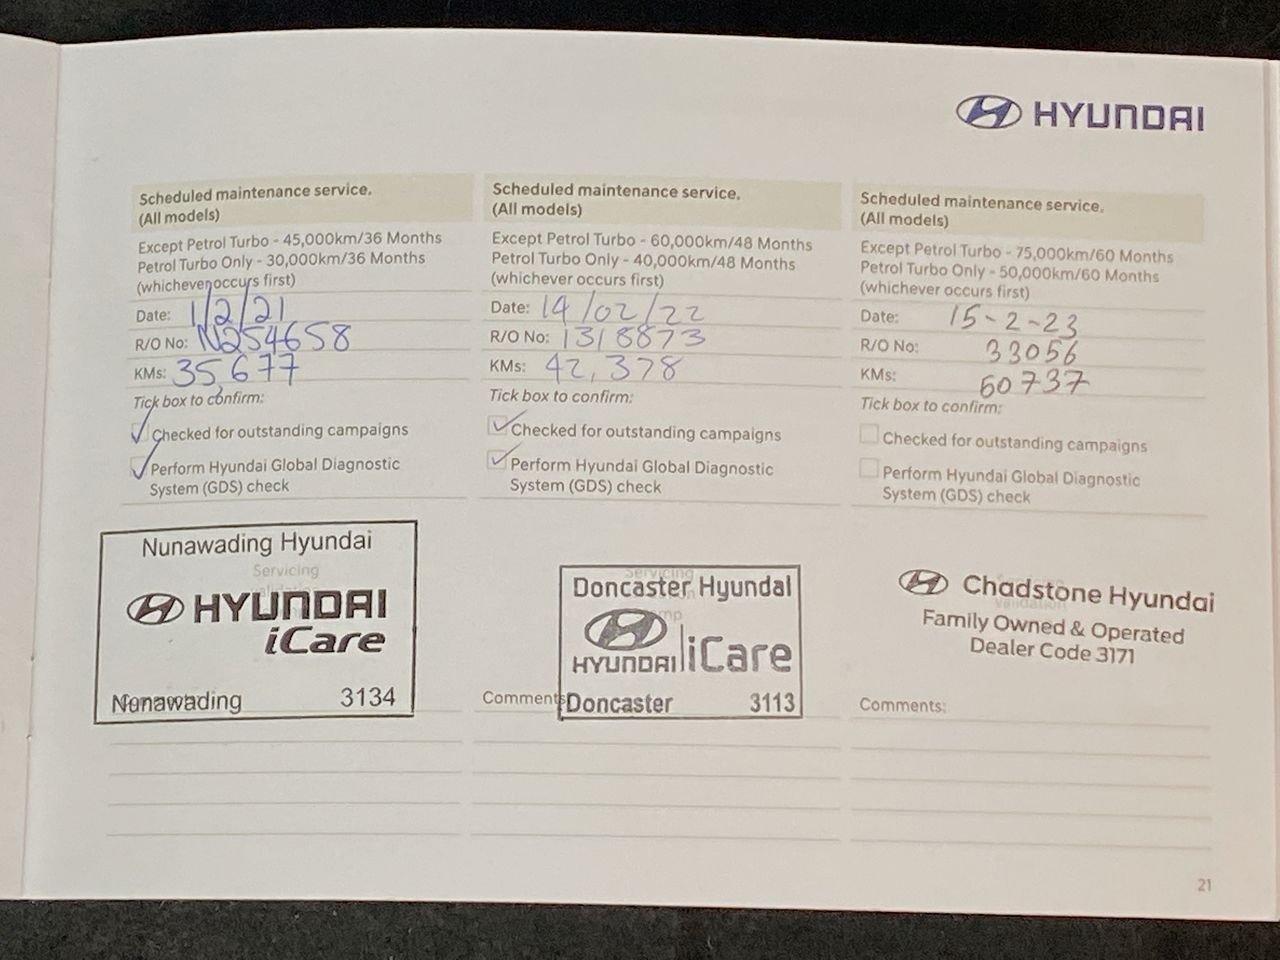 HYUNDAI
Scheduled maintenance service.
(All models)
Except Petrol Turbo - 45,000km/36 Months
Petrol Turbo Only - 30,000km/36 Months
(whichever occurs first)
Date: 1/2/21
R/O No: N254658
KMs: 35,677
Tick box to confirm:
Checked for outstanding campaigns
Perform Hyundai Global Diagnostic
System (GDS) check
Nunawading Hyundai
Servicing
HYUNDAI
iCare
Nunawading 3134
Scheduled maintenance service.
(All models)
Except Petrol Turbo - 60,000km/48 Months
Petrol Turbo Only - 40,000km/48 Months
(whichever occurs first)
Date: 14/02/22
R/O No: 1318873
KMs: 42,378
Tick box to confirm:
Checked for outstanding campaigns
Perform Hyundai Global Diagnostic
System (GDS) check
Servicing
Doncaster Hyundai
HYUNDAI iCare
Doncaster 3113
Comments
Scheduled maintenance service.
(All models)
Except Petrol Turbo - 75,000km/60 Months
Petrol Turbo Only - 50,000km/60 Months
(whichever occurs first)
Date: 15-2-23
R/O No: 33056
KMs: 60737
Tick box to confirm:
Checked for outstanding campaigns
Perform Hyundai Global Diagnostic
System (GDS) check
Chadstone Hyundai
validation
Family Owned & Operated
Dealer Code 3171
Comments:
21